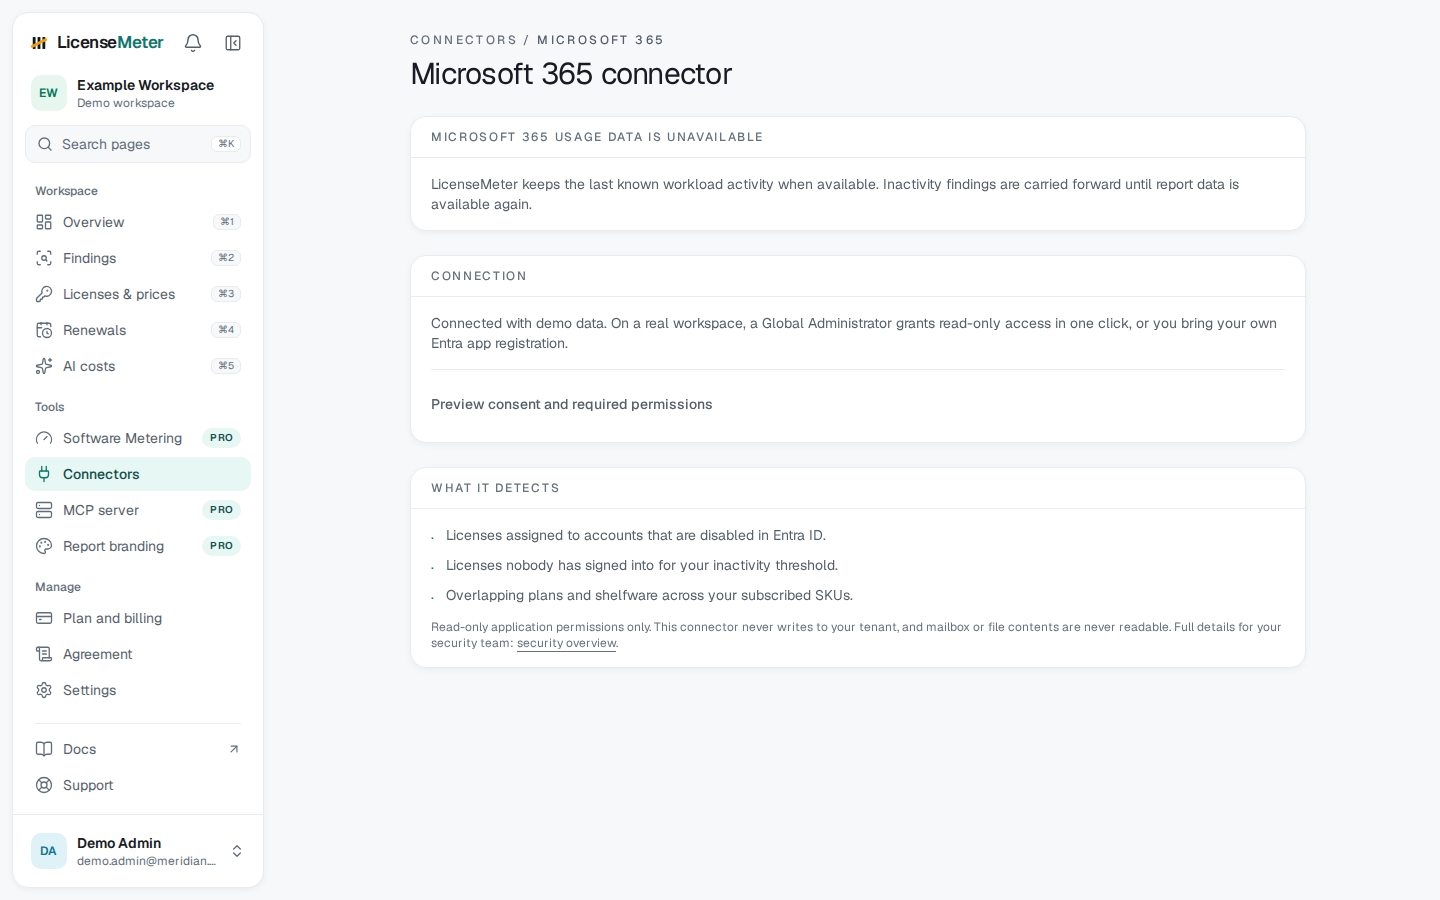 LicenseMeter
EW
Example Workspace
Demo workspace
Search pages
⌘K
Workspace
Overview
⌘1
Findings
⌘2
Licenses & prices
⌘3
Renewals
⌘4
AI costs
⌘5
Tools
Software Metering
PRO
Connectors
MCP server
PRO
Report branding
PRO
Manage
Plan and billing
Agreement
Settings
Docs
Support
DA
Demo Admin
demo.admin@meridian....
CONNECTORS / MICROSOFT 365
Microsoft 365 connector
MICROSOFT 365 USAGE DATA IS UNAVAILABLE
LicenseMeter keeps the last known workload activity when available. Inactivity findings are carried forward until report data is
available again.
CONNECTION
Connected with demo data. On a real workspace, a Global Administrator grants read-only access in one click, or you bring your own
Entra app registration.
Preview consent and required permissions
WHAT IT DETECTS
· Licenses assigned to accounts that are disabled in Entra ID.
· Licenses nobody has signed into for your inactivity threshold.
· Overlapping plans and shelfware across your subscribed SKUs.
Read-only application permissions only. This connector never writes to your tenant, and mailbox or file contents are never readable. Full details for your
security team: security overview.